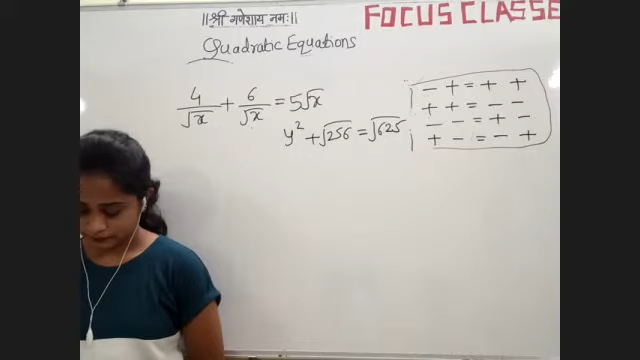 ||श्री गणेशाय नमः||
FOCUS CLASSE
Quadratic Equations
4/√x + 6/√x = 5√x
y² + √256 = √625
- + = + +
+ + = - -
- - = + -
+ - = - +